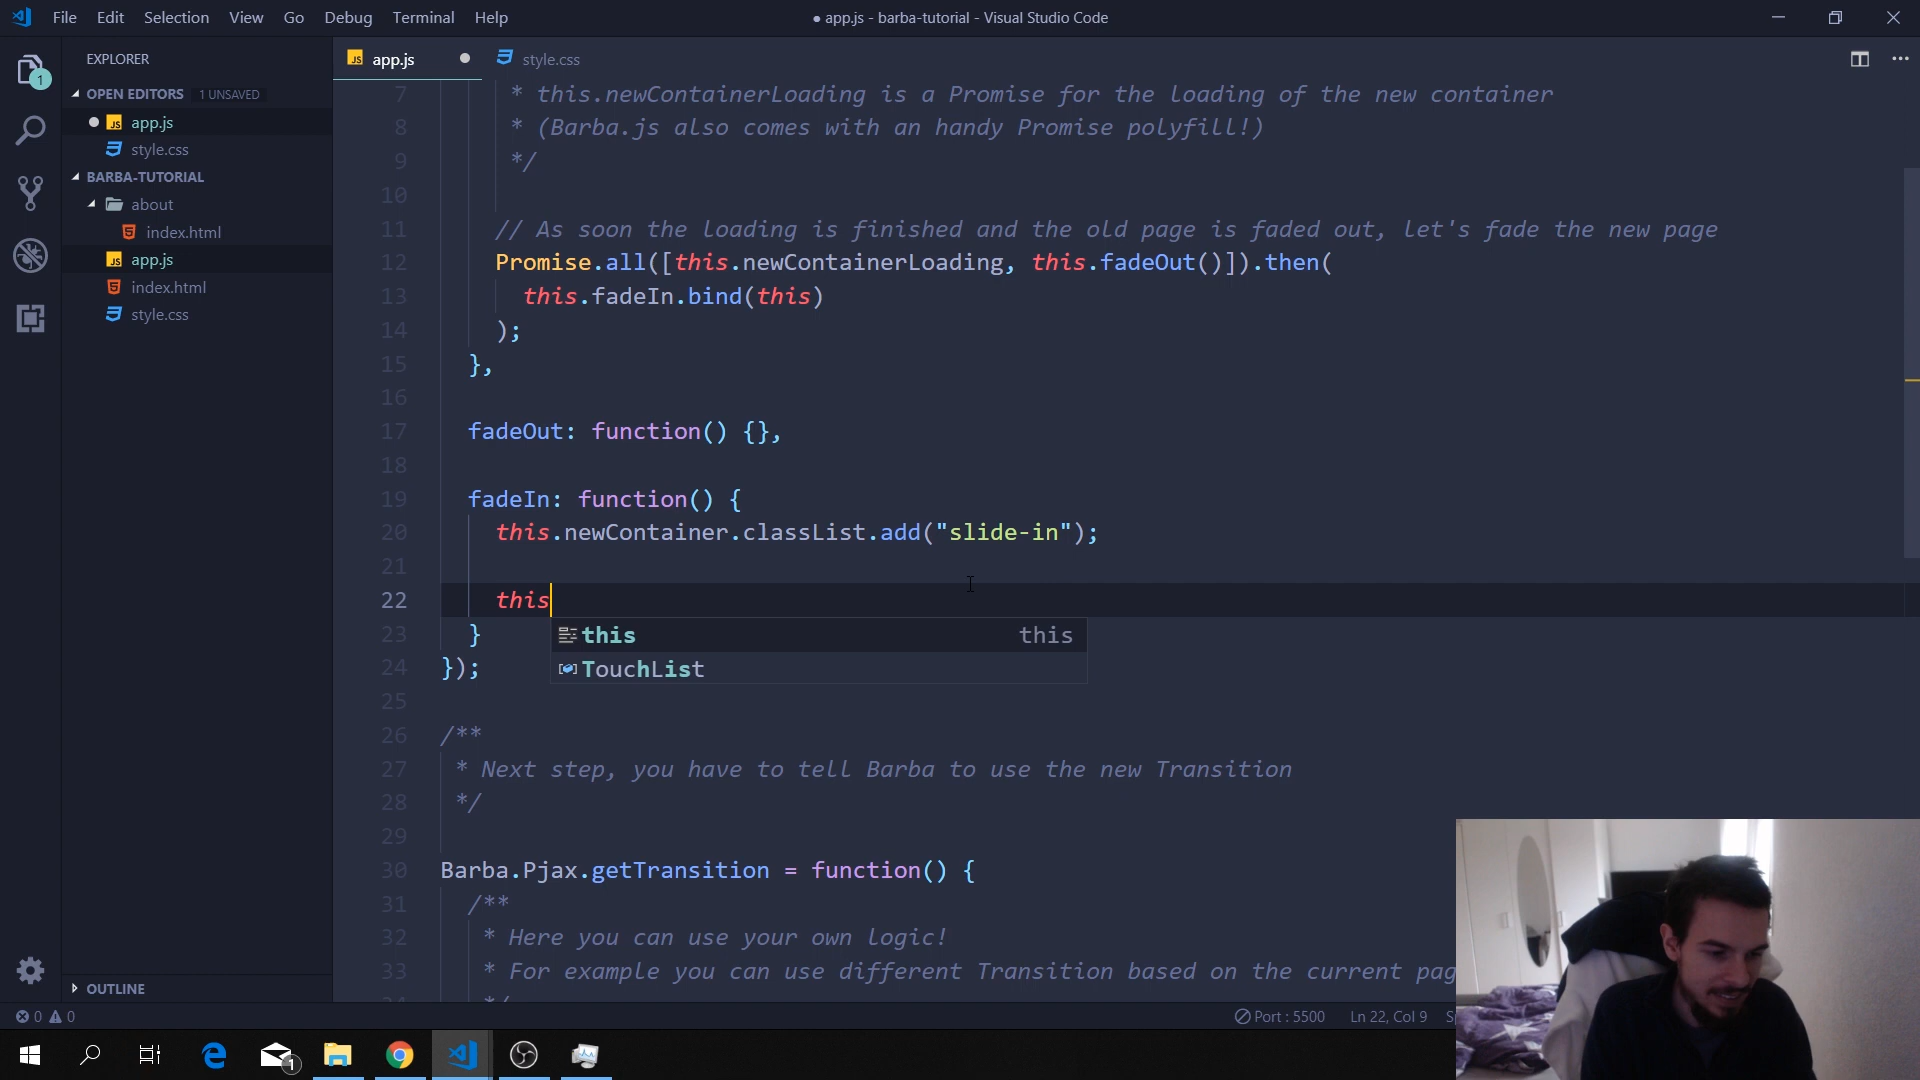 File Edit Selection View Go Debug Terminal Help
● app.js - barba-tutorial - Visual Studio Code
EXPLORER
OPEN EDITORS 1 UNSAVED
app.js
style.css
BARBA-TUTORIAL
about
index.html
app.js
index.html
style.css
OUTLINE
1
app.js
style.css
7 * this.newContainerLoading is a Promise for the loading of the new container
8 * (Barba.js also comes with an handy Promise polyfill!)
9 */
10
11 // As soon the loading is finished and the old page is faded out, let's fade the new page
12 Promise.all([this.newContainerLoading, this.fadeOut()]).then(
13 this.fadeIn.bind(this)
14 );
15 },
16
17 fadeOut: function() {},
18
19 fadeIn: function() {
20 this.newContainer.classList.add("slide-in");
21
22 this
this this
TouchList
23 }
24 });
25
26 /**
27 * Next step, you have to tell Barba to use the new Transition
28 */
29
30 Barba.Pjax.getTransition = function() {
31 /**
32 * Here you can use your own logic!
33 * For example you can use different Transition based on the current pag
34 */
0 0
Port : 5500 Ln 22, Col 9 Sp
1